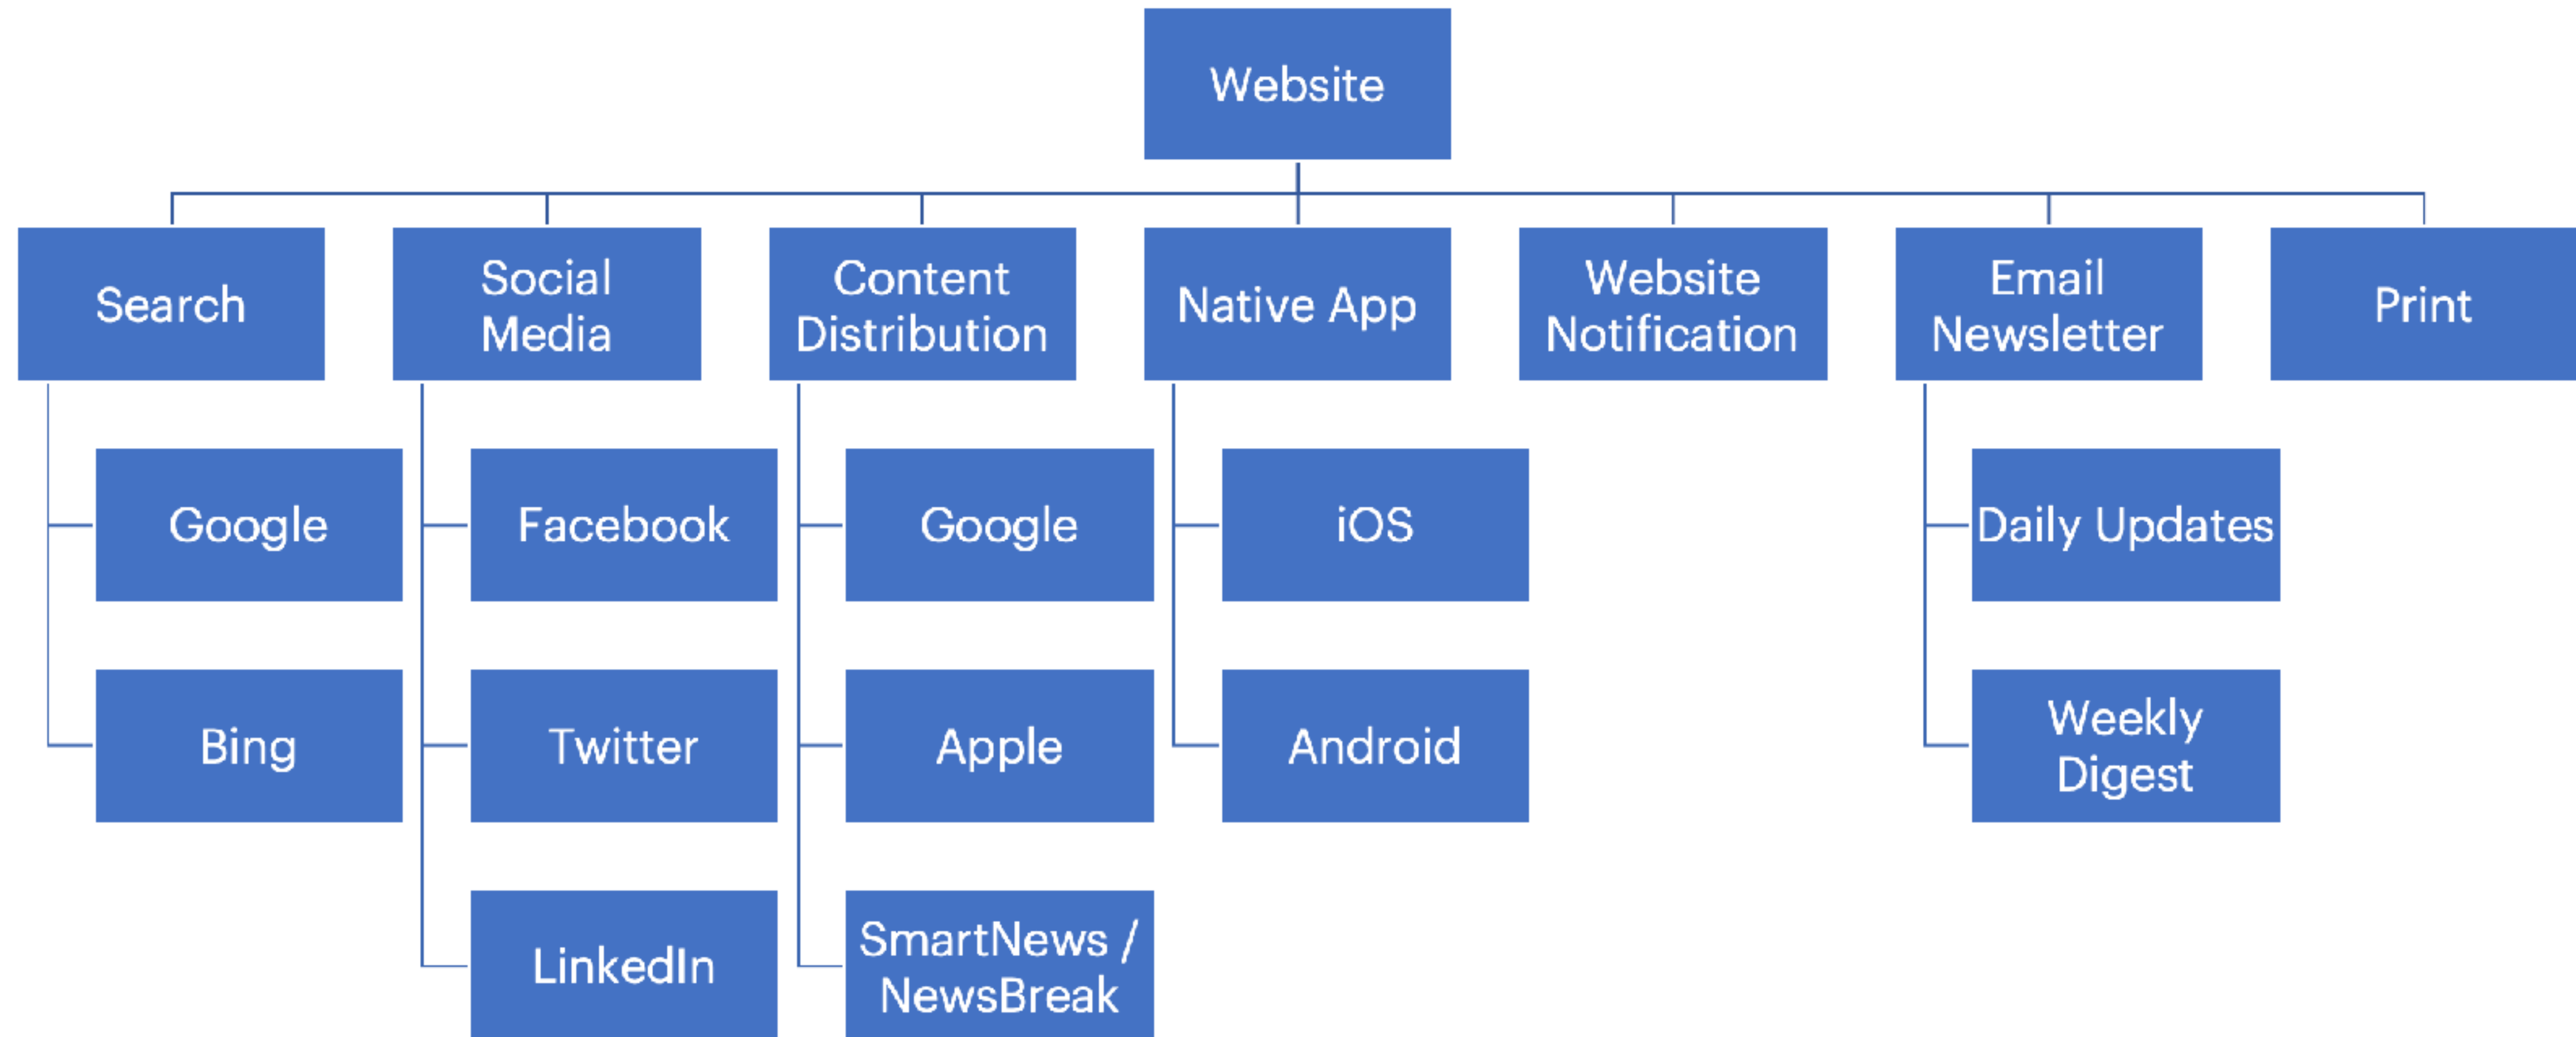 Website
Search
Social
Media
Content
Distribution
Native App
Website
Notification
Email
Newsletter
Print
Google
Facebook
Google
iOS
Daily Updates
Bing
Twitter
Apple
Android
Weekly
Digest
LinkedIn
SmartNews /
NewsBreak